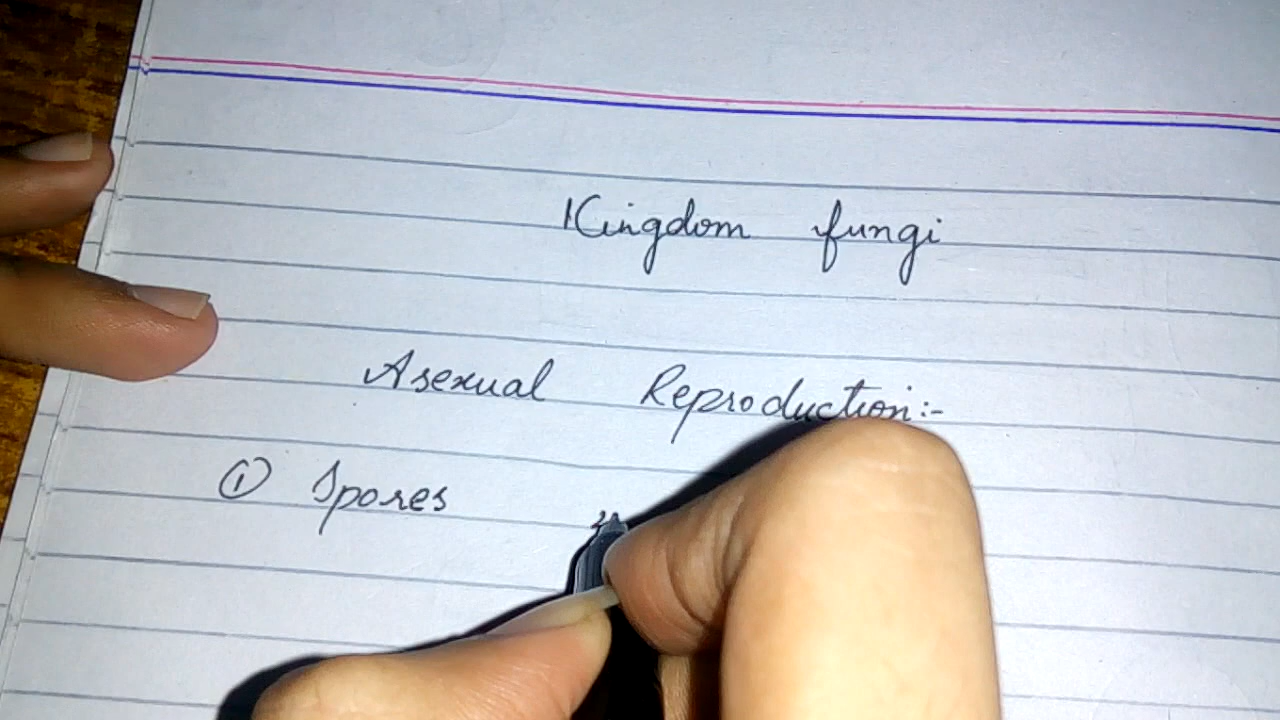 Kingdom fungi
Asexual Reproduction:-
① Spores